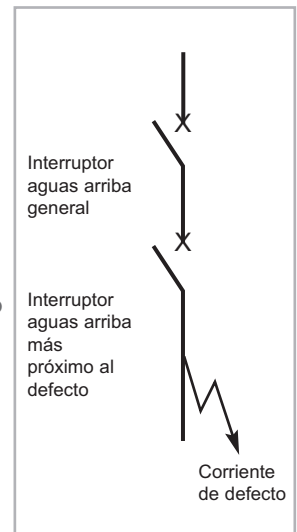 Interruptor
aguas arriba
general
Interruptor
aguas arriba
más
próximo al
defecto
Corriente
de defecto